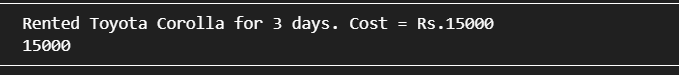 Rented Toyota Corolla for 3 days. Cost = Rs.15000
15000